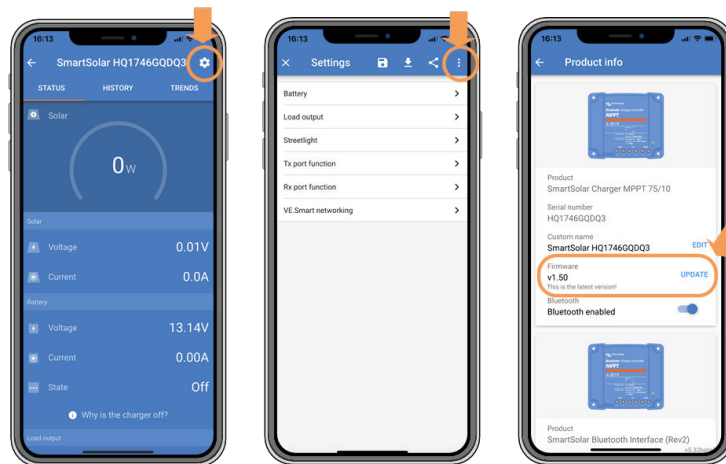 16:13
SmartSolar HQ1746GQDQ3
STATUS HISTORY TRENDS
Solar
0W
Solar
Voltage 0.01V
Current 0.0A
Battery
Voltage 13.14V
Current 0.00A
State Off
Why is the charger off?
Load output
16:13
Settings
Battery
Load output
Streetlight
Tx port function
Rx port function
VE.Smart networking
16:13
Product info
MPPT
Product
SmartSolar Charger MPPT 75/10
Serial number
HQ1746GQDQ3
Custom name
SmartSolar HQ1746GQDQ3 EDIT
Firmware
v1.50 UPDATE
This is the latest version!
Bluetooth
Bluetooth enabled
MPPT
Product
SmartSolar Bluetooth Interface (Rev2)